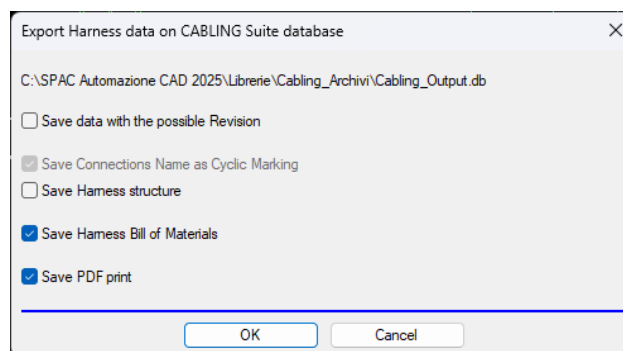 Export Harness data on CABLING Suite database
C:\SPAC Automazione CAD 2025\Librerie\Cabling_Archivi\Cabling_Output.db
Save data with the possible Revision
Save Connections Name as Cyclic Marking
Save Harness structure
Save Harness Bill of Materials
Save PDF print
OK Cancel